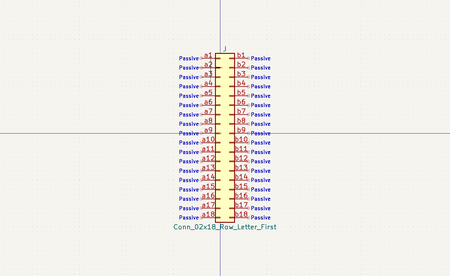 J
Passive a1 b1 Passive
Passive a2 b2 Passive
Passive a3 b3 Passive
Passive a4 b4 Passive
Passive a5 b5 Passive
Passive a6 b6 Passive
Passive a7 b7 Passive
Passive a8 b8 Passive
Passive a9 b9 Passive
Passive a10 b10 Passive
Passive a11 b11 Passive
Passive a12 b12 Passive
Passive a13 b13 Passive
Passive a14 b14 Passive
Passive a15 b15 Passive
Passive a16 b16 Passive
Passive a17 b17 Passive
Passive a18 b18 Passive
Conn_02x18_Row_Letter_First